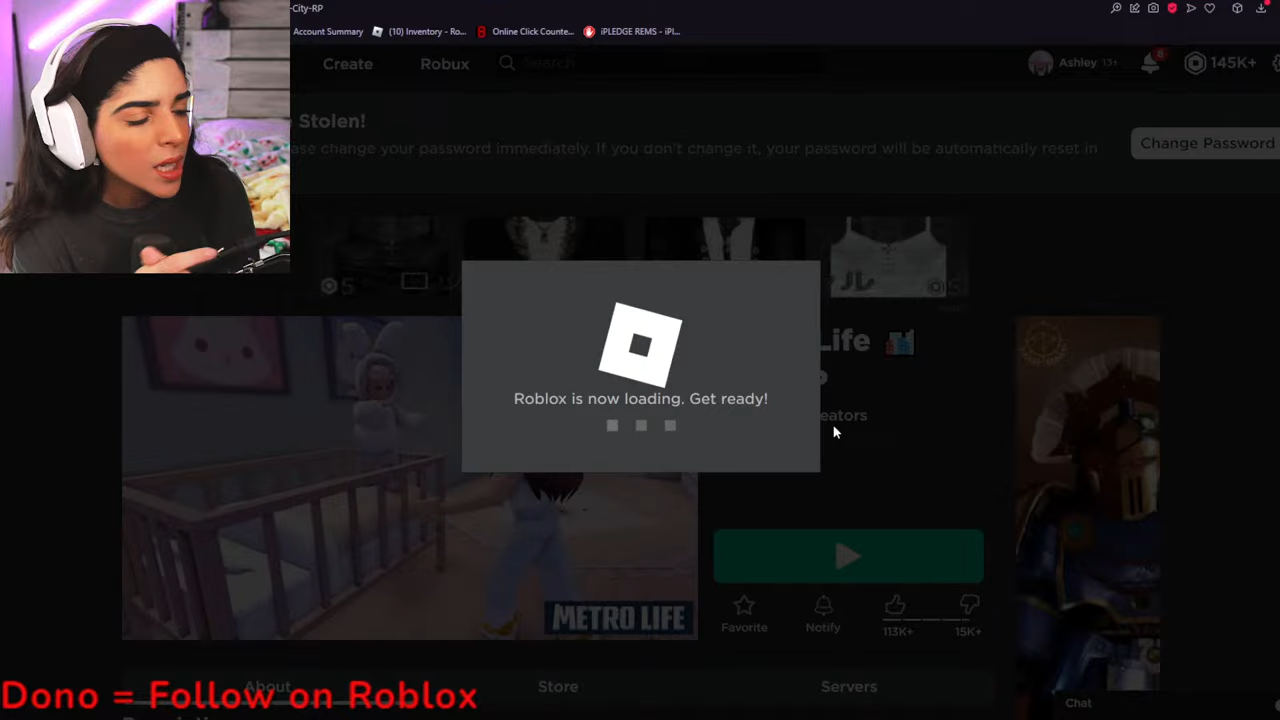 -City-RP
Account Summary (10) Inventory - Ro... Online Click Counte... iPLEDGE REMS - iPl...
Create Robux Search Ashley 13+ 8 145K+
Stolen!
ase change your password immediately. If you don't change it, your password will be automatically reset in Change Password
5
Life
Roblox is now loading. Get ready!
eators
METRO LIFE
Favorite Notify 113K+ 15K+
About Store Servers
Chat
Dono = Follow on Roblox